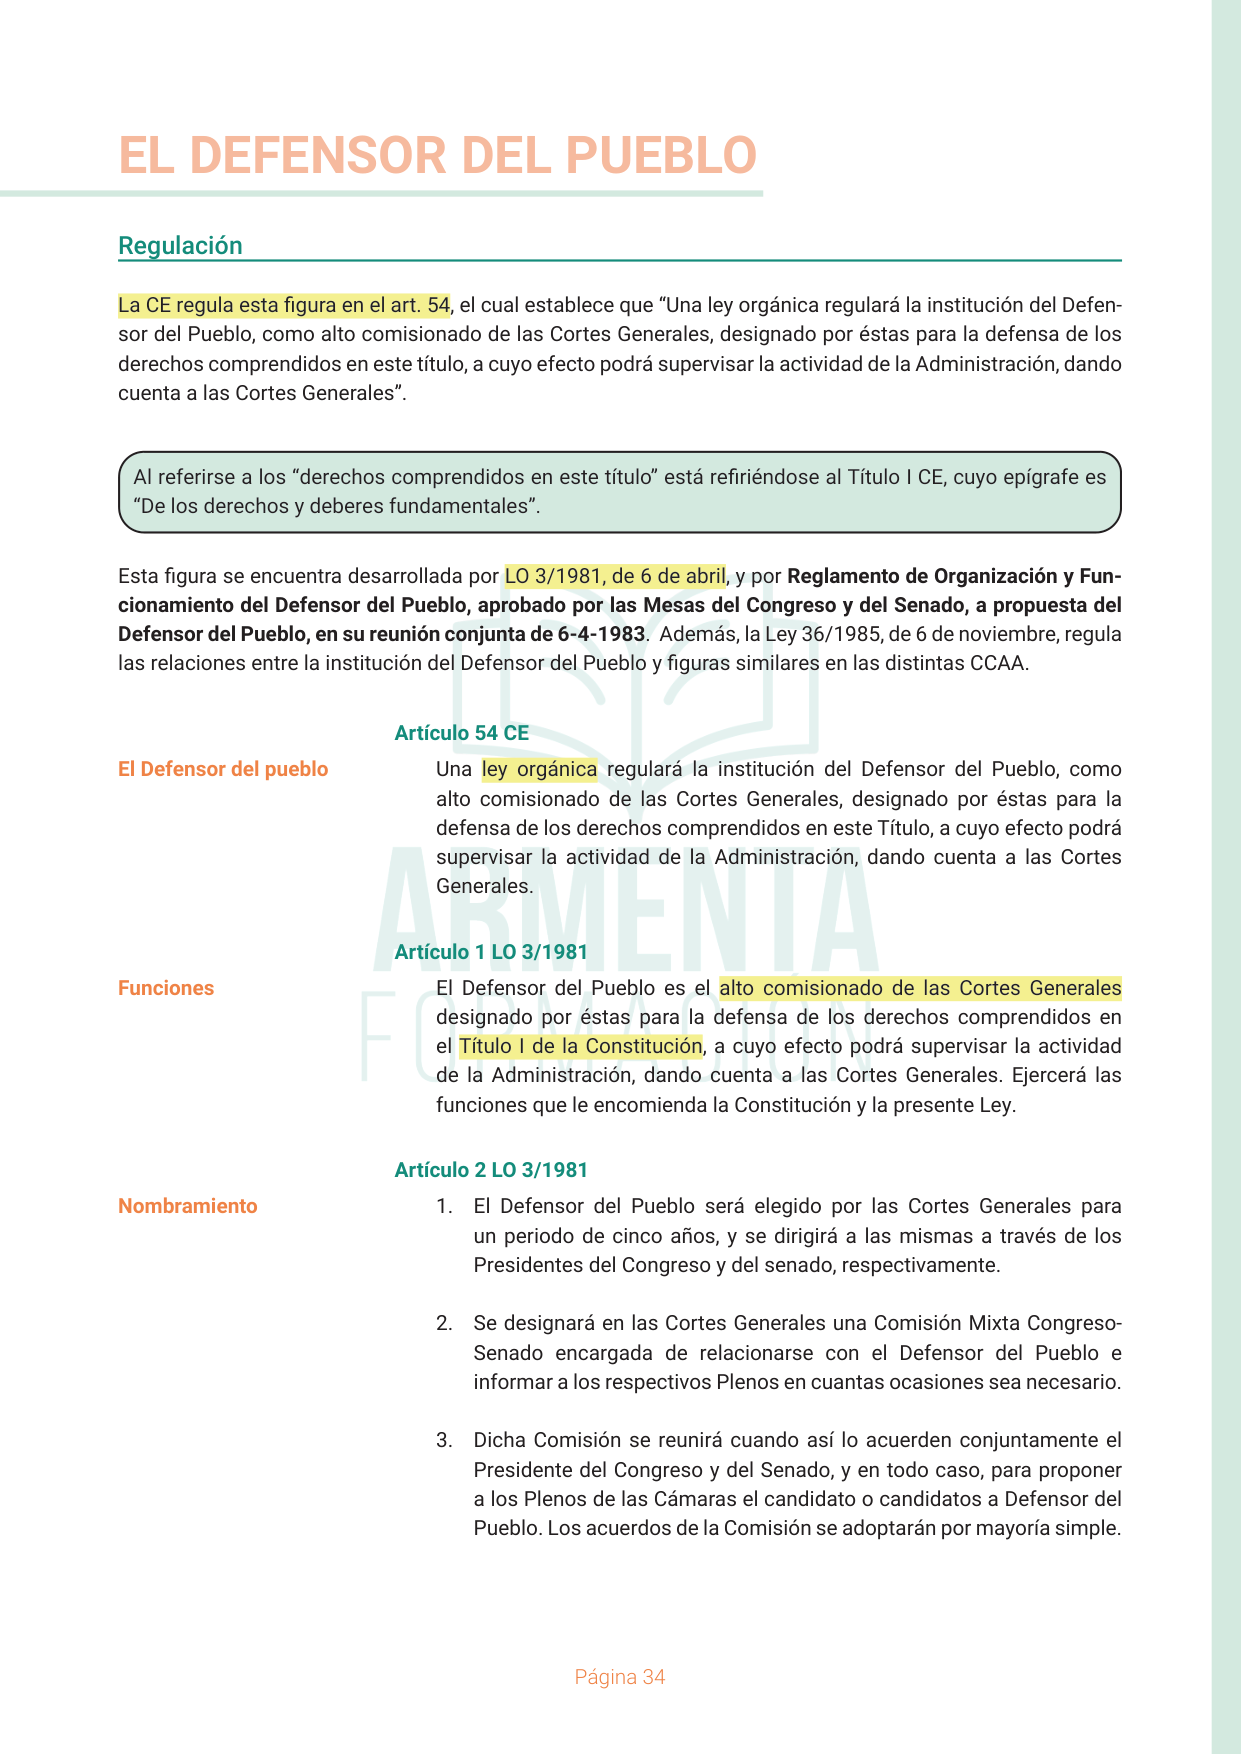 EL DEFENSOR DEL PUEBLO
Regulación
La CE regula esta figura en el art. 54, el cual establece que “Una ley orgánica regulará la institución del Defen-
sor del Pueblo, como alto comisionado de las Cortes Generales, designado por éstas para la defensa de los
derechos comprendidos en este título, a cuyo efecto podrá supervisar la actividad de la Administración, dando
cuenta a las Cortes Generales”.
Al referirse a los “derechos comprendidos en este título” está refiriéndose al Título I CE, cuyo epígrafe es
“De los derechos y deberes fundamentales”.
Esta figura se encuentra desarrollada por LO 3/1981, de 6 de abril, y por Reglamento de Organización y Fun-
cionamiento del Defensor del Pueblo, aprobado por las Mesas del Congreso y del Senado, a propuesta del
Defensor del Pueblo, en su reunión conjunta de 6-4-1983. Además, la Ley 36/1985, de 6 de noviembre, regula
las relaciones entre la institución del Defensor del Pueblo y figuras similares en las distintas CCAA.
Artículo 54 CE
El Defensor del pueblo
Una ley orgánica regulará la institución del Defensor del Pueblo, como
alto comisionado de las Cortes Generales, designado por éstas para la
defensa de los derechos comprendidos en este Título, a cuyo efecto podrá
supervisar la actividad de la Administración, dando cuenta a las Cortes
Generales.
ARMENTA
FORMACIÓN
Artículo 1 LO 3/1981
Funciones
El Defensor del Pueblo es el alto comisionado de las Cortes Generales
designado por éstas para la defensa de los derechos comprendidos en
el Título I de la Constitución, a cuyo efecto podrá supervisar la actividad
de la Administración, dando cuenta a las Cortes Generales. Ejercerá las
funciones que le encomienda la Constitución y la presente Ley.
Artículo 2 LO 3/1981
Nombramiento
1. El Defensor del Pueblo será elegido por las Cortes Generales para
un periodo de cinco años, y se dirigirá a las mismas a través de los
Presidentes del Congreso y del senado, respectivamente.
2. Se designará en las Cortes Generales una Comisión Mixta Congreso-
Senado encargada de relacionarse con el Defensor del Pueblo e
informar a los respectivos Plenos en cuantas ocasiones sea necesario.
3. Dicha Comisión se reunirá cuando así lo acuerden conjuntamente el
Presidente del Congreso y del Senado, y en todo caso, para proponer
a los Plenos de las Cámaras el candidato o candidatos a Defensor del
Pueblo. Los acuerdos de la Comisión se adoptarán por mayoría simple.
Página 34